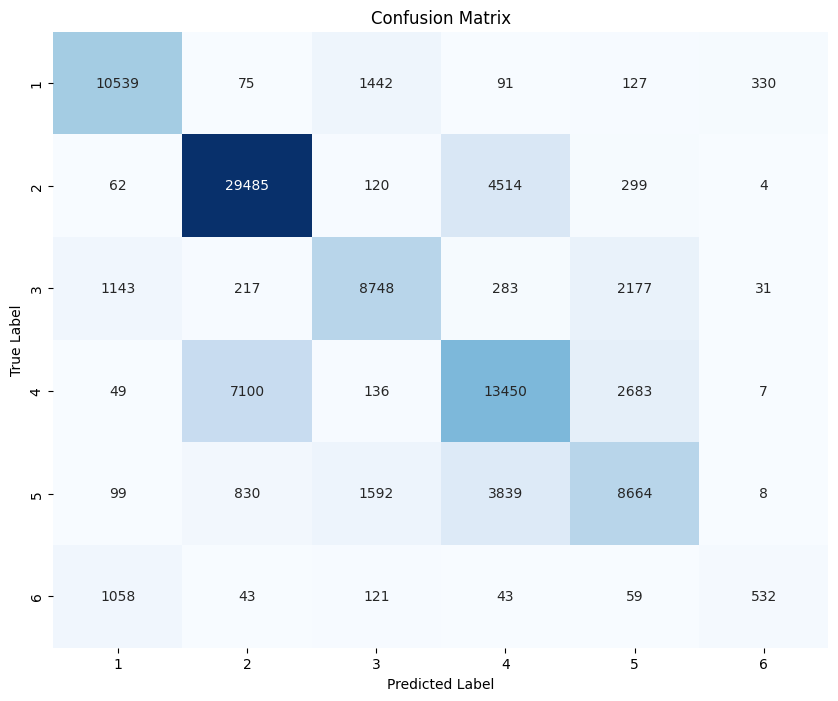 Confusion Matrix
True Label
1 10539 75 1442 91 127 330
2 62 29485 120 4514 299 4
3 1143 217 8748 283 2177 31
4 49 7100 136 13450 2683 7
5 99 830 1592 3839 8664 8
6 1058 43 121 43 59 532
1 2 3 4 5 6
Predicted Label